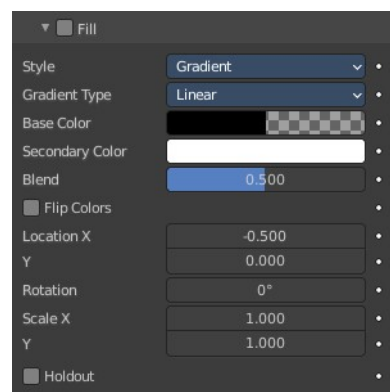 Fill
Style Gradient
Gradient Type Linear
Base Color
Secondary Color
Blend 0.500
Flip Colors
Location X -0.500
Y 0.000
Rotation 0°
Scale X 1.000
Y 1.000
Holdout